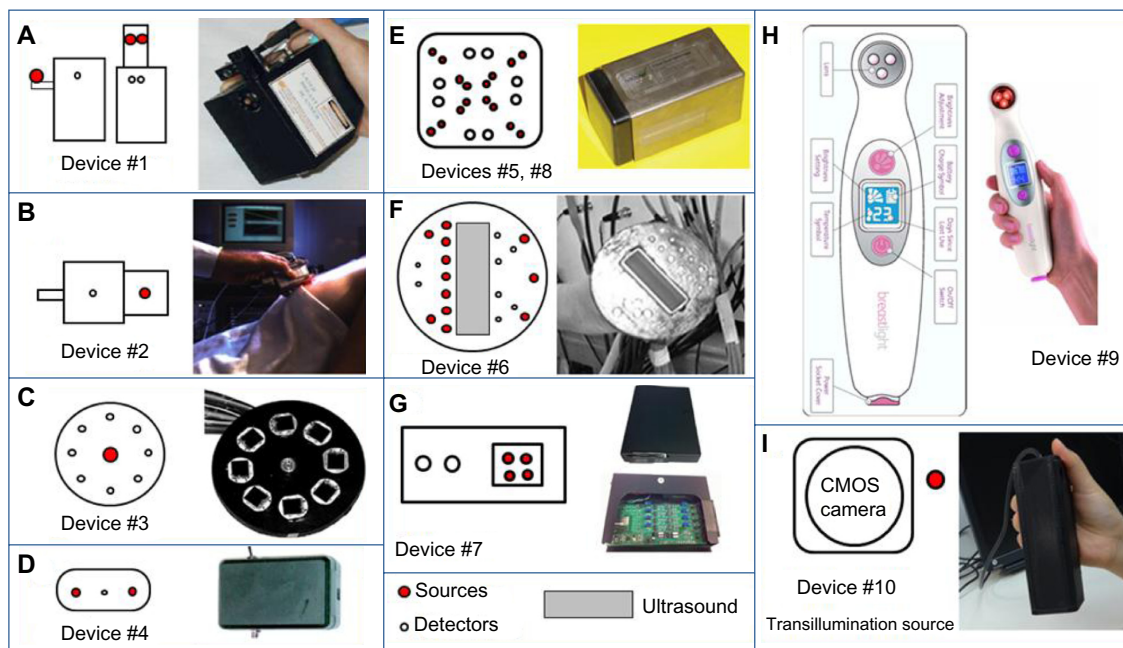 A
Device #1
B
Device #2
C
Device #3
D
Device #4
E
Devices #5, #8
F
Device #6
G
Device #7
Sources
Detectors
Ultrasound
H
Lens
Brightness
Adjustment
Brightness
Setting
Battery
Charge Symbol
23
Temperature
Symbol
Days Since
Last Use
On/Off
Switch
breastlight
Power
Socket Cover
Device #9
I
CMOS
camera
Device #10
Transillumination source